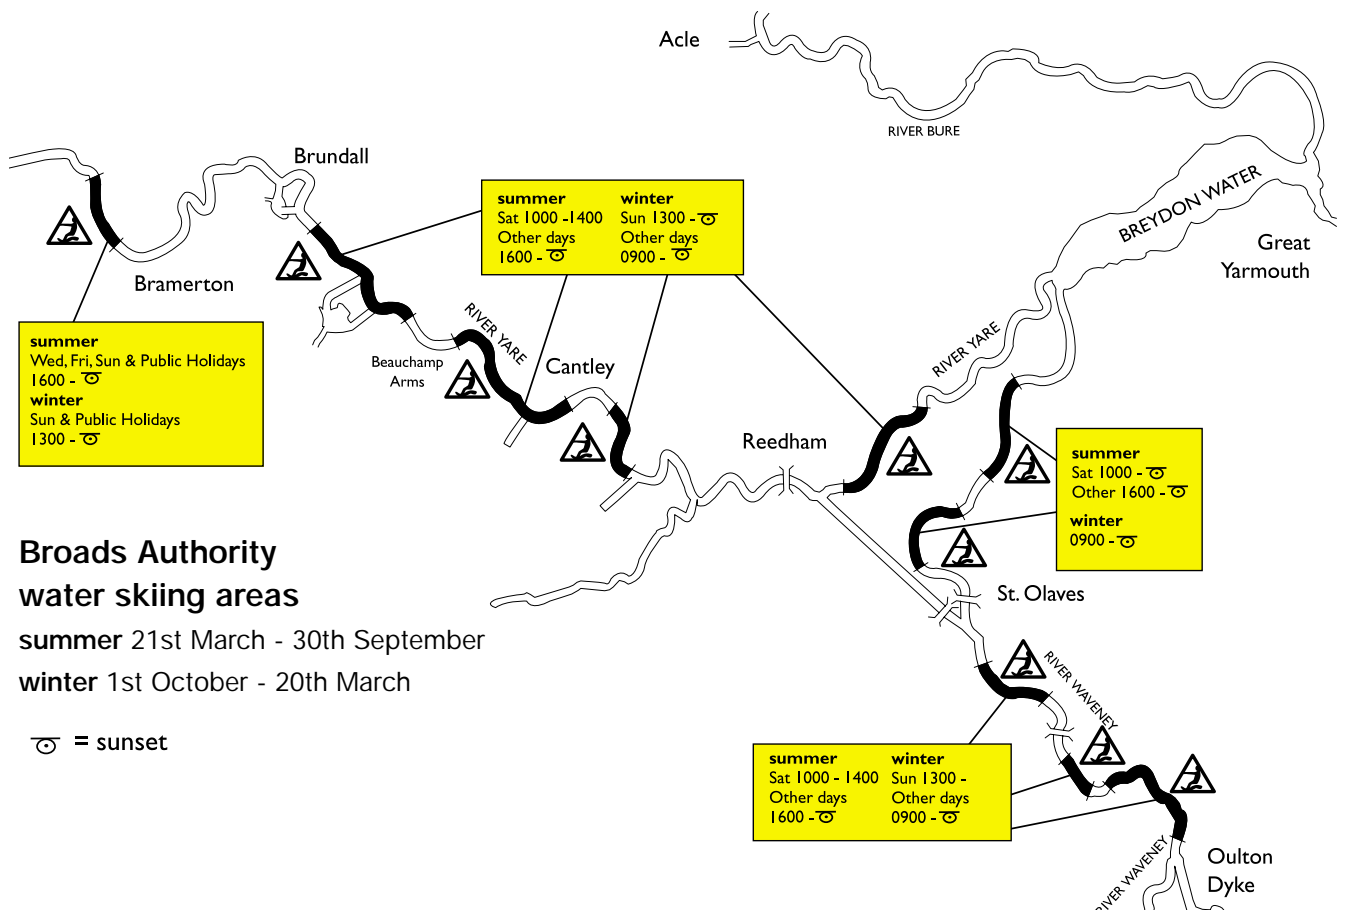 Acle
RIVER BURE
Brundall
BREYDON WATER
Great
Yarmouth
summer
Sat 1000 -1400
Other days
1600 -
winter
Sun 1300 -
Other days
0900 -
Bramerton
summer
Wed, Fri, Sun & Public Holidays
1600 -
winter
Sun & Public Holidays
1300 -
RIVER YARE
Beauchamp
Arms
Cantley
RIVER YARE
Reedham
summer
Sat 1000 -
Other 1600 -
winter
0900 -
Broads Authority
water skiing areas
summer 21st March - 30th September
winter 1st October - 20th March
= sunset
St. Olaves
RIVER WAVENEY
summer
Sat 1000 - 1400
Other days
1600 -
winter
Sun 1300 -
Other days
0900 -
RIVER WAVENEY
Oulton
Dyke